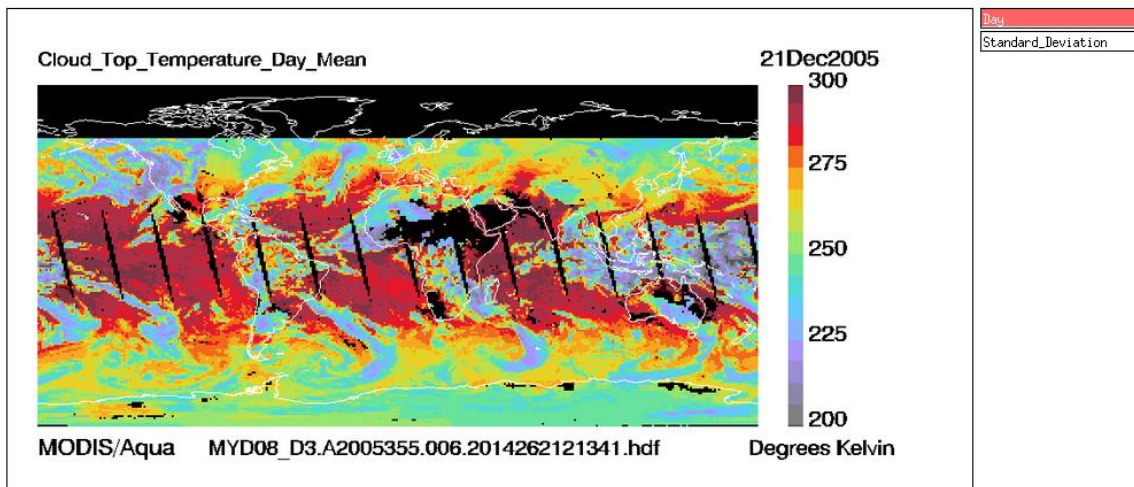 Cloud_Top_Temperature_Day_Mean
21Dec2005
300
275
250
225
200
MODIS/Aqua MYD08_D3.A2005355.006.2014262121341.hdf Degrees Kelvin
Day
Standard_Deviation